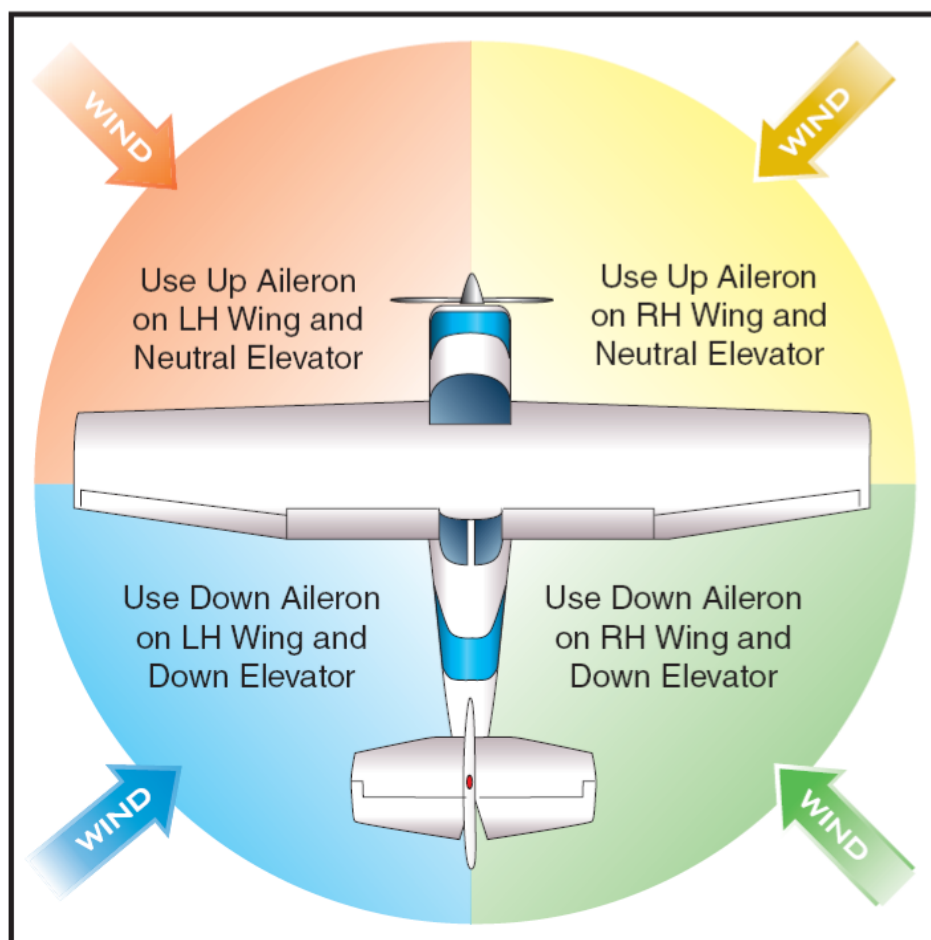 WIND
WIND
Use Up Aileron
on LH Wing and
Neutral Elevator
Use Up Aileron
on RH Wing and
Neutral Elevator
Use Down Aileron
on LH Wing and
Down Elevator
Use Down Aileron
on RH Wing and
Down Elevator
WIND
WIND